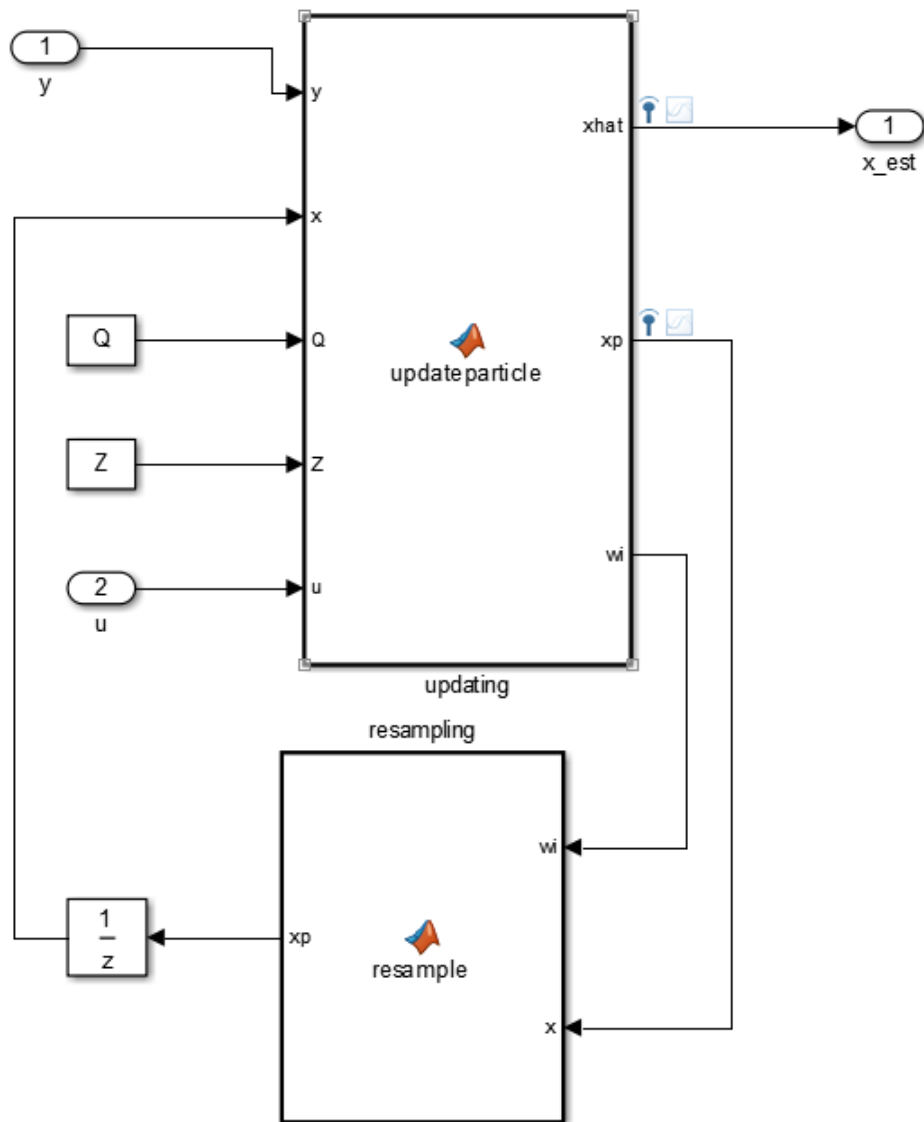 1
y
y
xhat
1
x_est
x
Q
Q
xp
updateparticle
Z
Z
wi
2
u
u
updating
resampling
wi
1
z
xp
resample
x